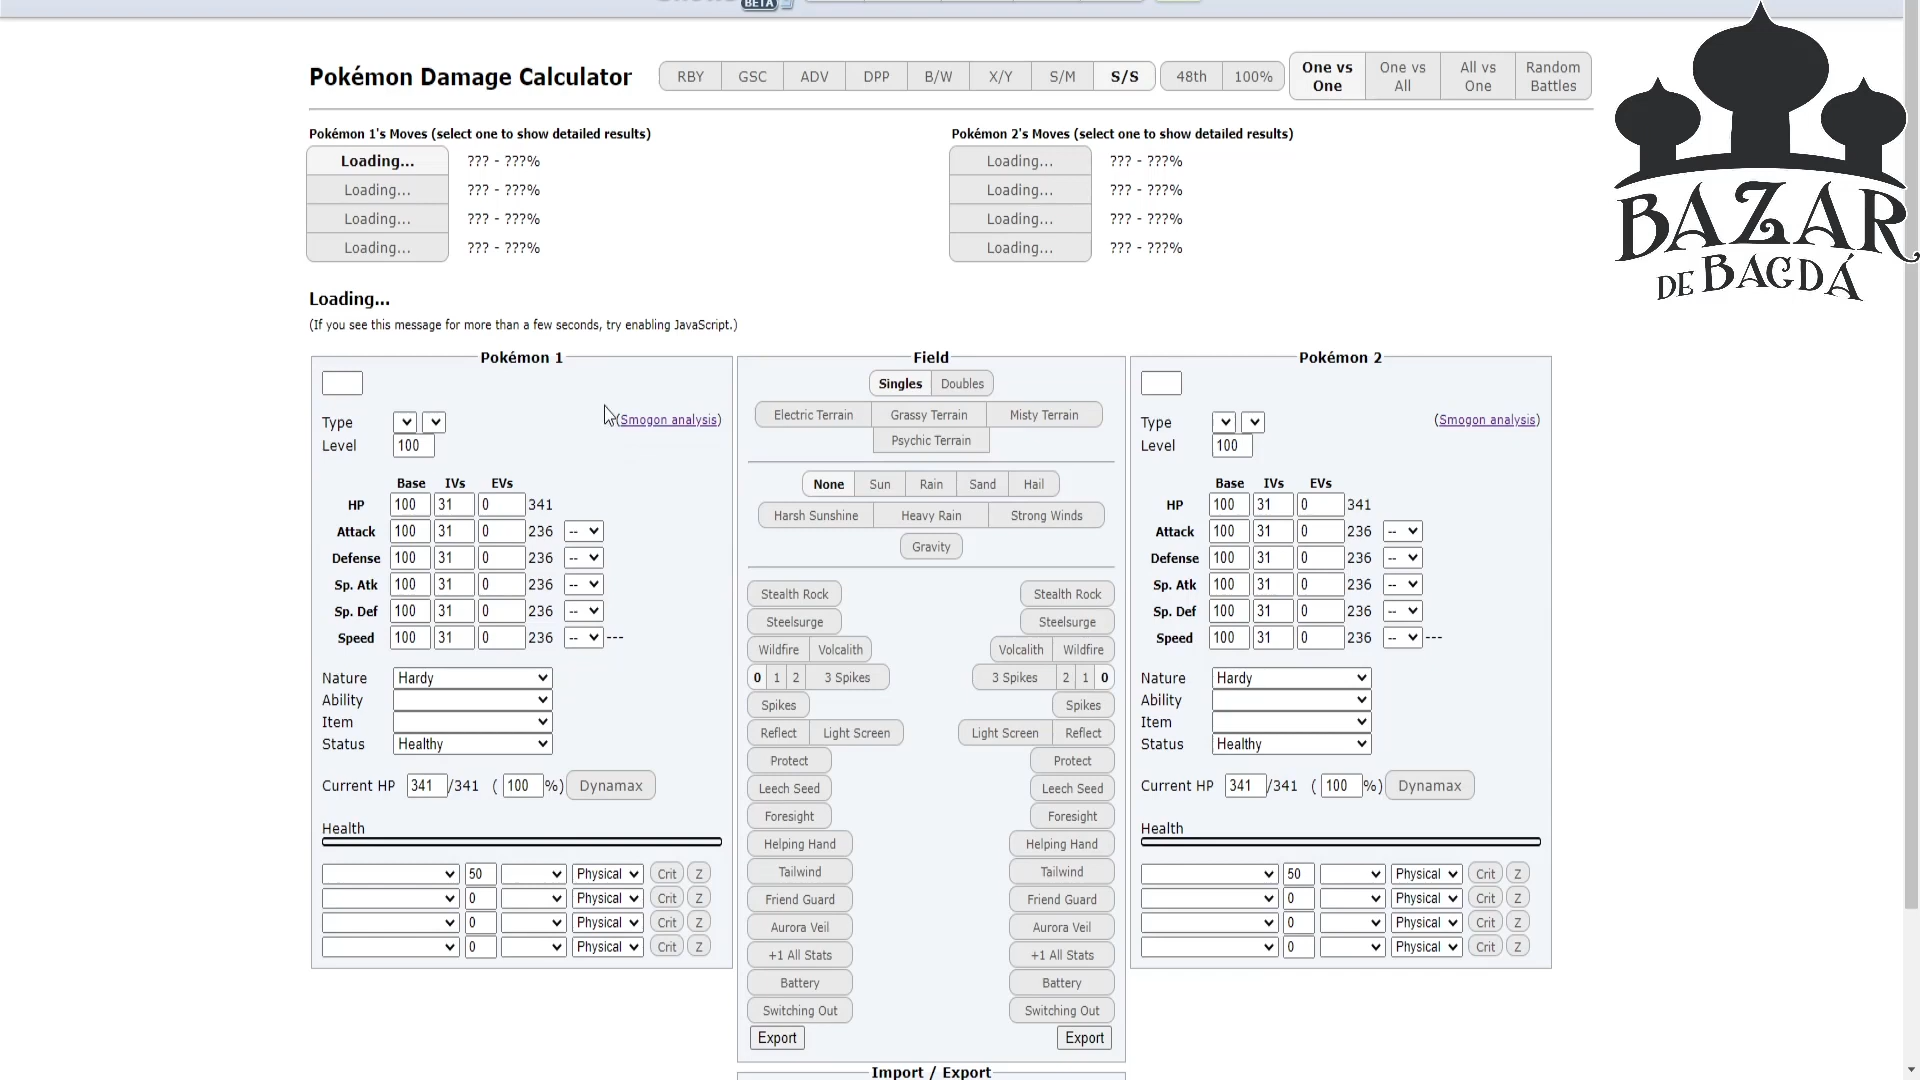 BETA
Pokémon Damage Calculator
RBY GSC ADV DPP B/W X/Y S/M S/S
48th 100%
One vs One
One vs All
All vs One
Random Battles
BAZAR
DE BAGDÁ
Pokémon 1's Moves (select one to show detailed results)
Loading... ??? - ???%
Loading... ??? - ???%
Loading... ??? - ???%
Loading... ??? - ???%
Pokémon 2's Moves (select one to show detailed results)
Loading... ??? - ???%
Loading... ??? - ???%
Loading... ??? - ???%
Loading... ??? - ???%
Loading...
(If you see this message for more than a few seconds, try enabling JavaScript.)
Pokémon 1
Type (Smogon analysis)
Level 100
Base IVs EVs
HP 100 31 0 341
Attack 100 31 0 236 --
Defense 100 31 0 236 --
Sp. Atk 100 31 0 236 --
Sp. Def 100 31 0 236 --
Speed 100 31 0 236 -- ---
Nature Hardy
Ability
Item
Status Healthy
Current HP 341 /341 ( 100 %) Dynamax
Health
50 Physical Crit Z
0 Physical Crit Z
0 Physical Crit Z
0 Physical Crit Z
Field
Singles Doubles
Electric Terrain Grassy Terrain Misty Terrain
Psychic Terrain
None Sun Rain Sand Hail
Harsh Sunshine Heavy Rain Strong Winds
Gravity
Stealth Rock Stealth Rock
Steelsurge Steelsurge
Wildfire Volcalith Volcalith Wildfire
0 1 2 3 Spikes 3 Spikes 2 1 0
Spikes Spikes
Reflect Light Screen Light Screen Reflect
Protect Protect
Leech Seed Leech Seed
Foresight Foresight
Helping Hand Helping Hand
Tailwind Tailwind
Friend Guard Friend Guard
Aurora Veil Aurora Veil
+1 All Stats +1 All Stats
Battery Battery
Switching Out Switching Out
Export Export
Import / Export
Pokémon 2
Type (Smogon analysis)
Level 100
Base IVs EVs
HP 100 31 0 341
Attack 100 31 0 236 --
Defense 100 31 0 236 --
Sp. Atk 100 31 0 236 --
Sp. Def 100 31 0 236 --
Speed 100 31 0 236 -- ---
Nature Hardy
Ability
Item
Status Healthy
Current HP 341 /341 ( 100 %) Dynamax
Health
50 Physical Crit Z
0 Physical Crit Z
0 Physical Crit Z
0 Physical Crit Z